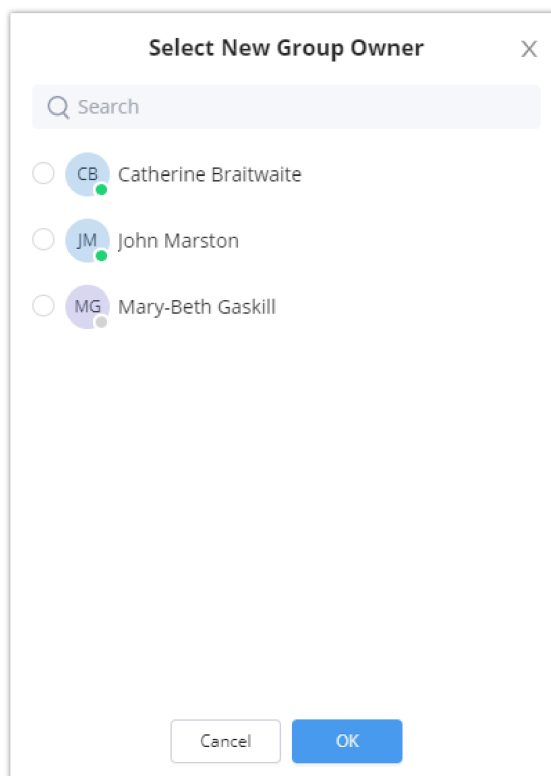 Select New Group Owner X
Search
CB Catherine Braitwaite
JM John Marston
MG Mary-Beth Gaskill
Cancel OK